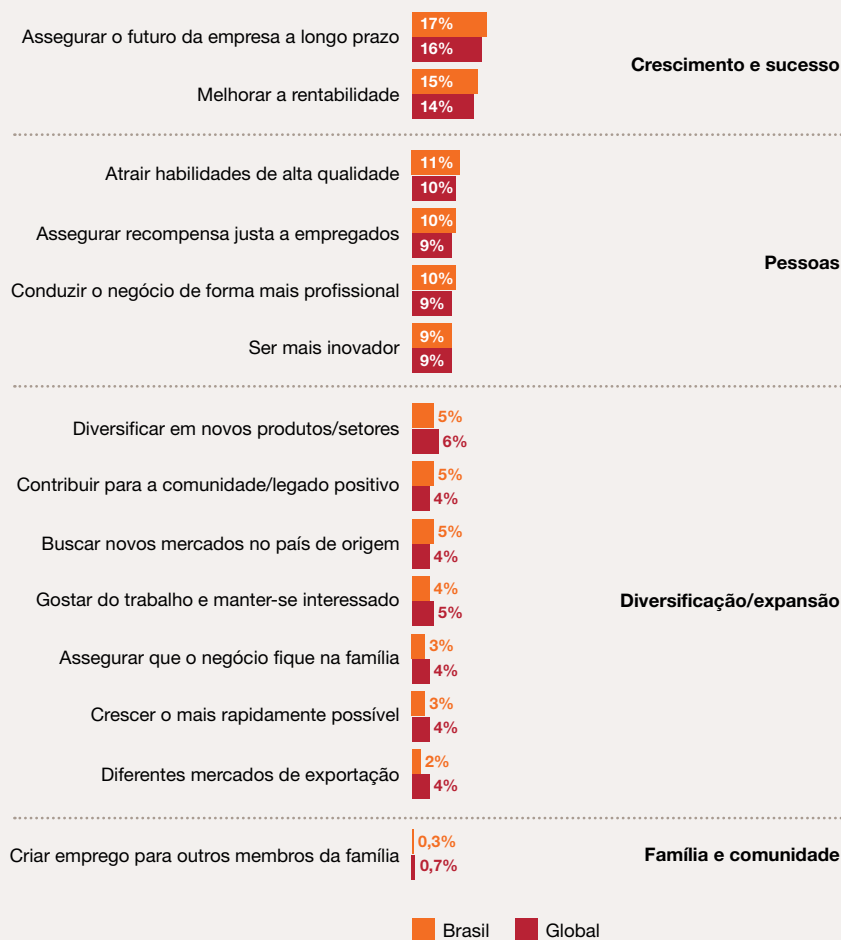 Assegurar o futuro da empresa a longo prazo
17%
16%
Crescimento e sucesso
Melhorar a rentabilidade
15%
14%
Atrair habilidades de alta qualidade
11%
10%
Assegurar recompensa justa a empregados
10%
9%
Pessoas
Conduzir o negócio de forma mais profissional
10%
9%
Ser mais inovador
9%
9%
Diversificar em novos produtos/setores
5%
6%
Contribuir para a comunidade/legado positivo
5%
4%
Buscar novos mercados no país de origem
5%
4%
Gostar do trabalho e manter-se interessado
4%
5%
Diversificação/expansão
Assegurar que o negócio fique na família
3%
4%
Crescer o mais rapidamente possível
3%
4%
Diferentes mercados de exportação
2%
4%
Criar emprego para outros membros da família
0,3%
0,7%
Família e comunidade
Brasil
Global